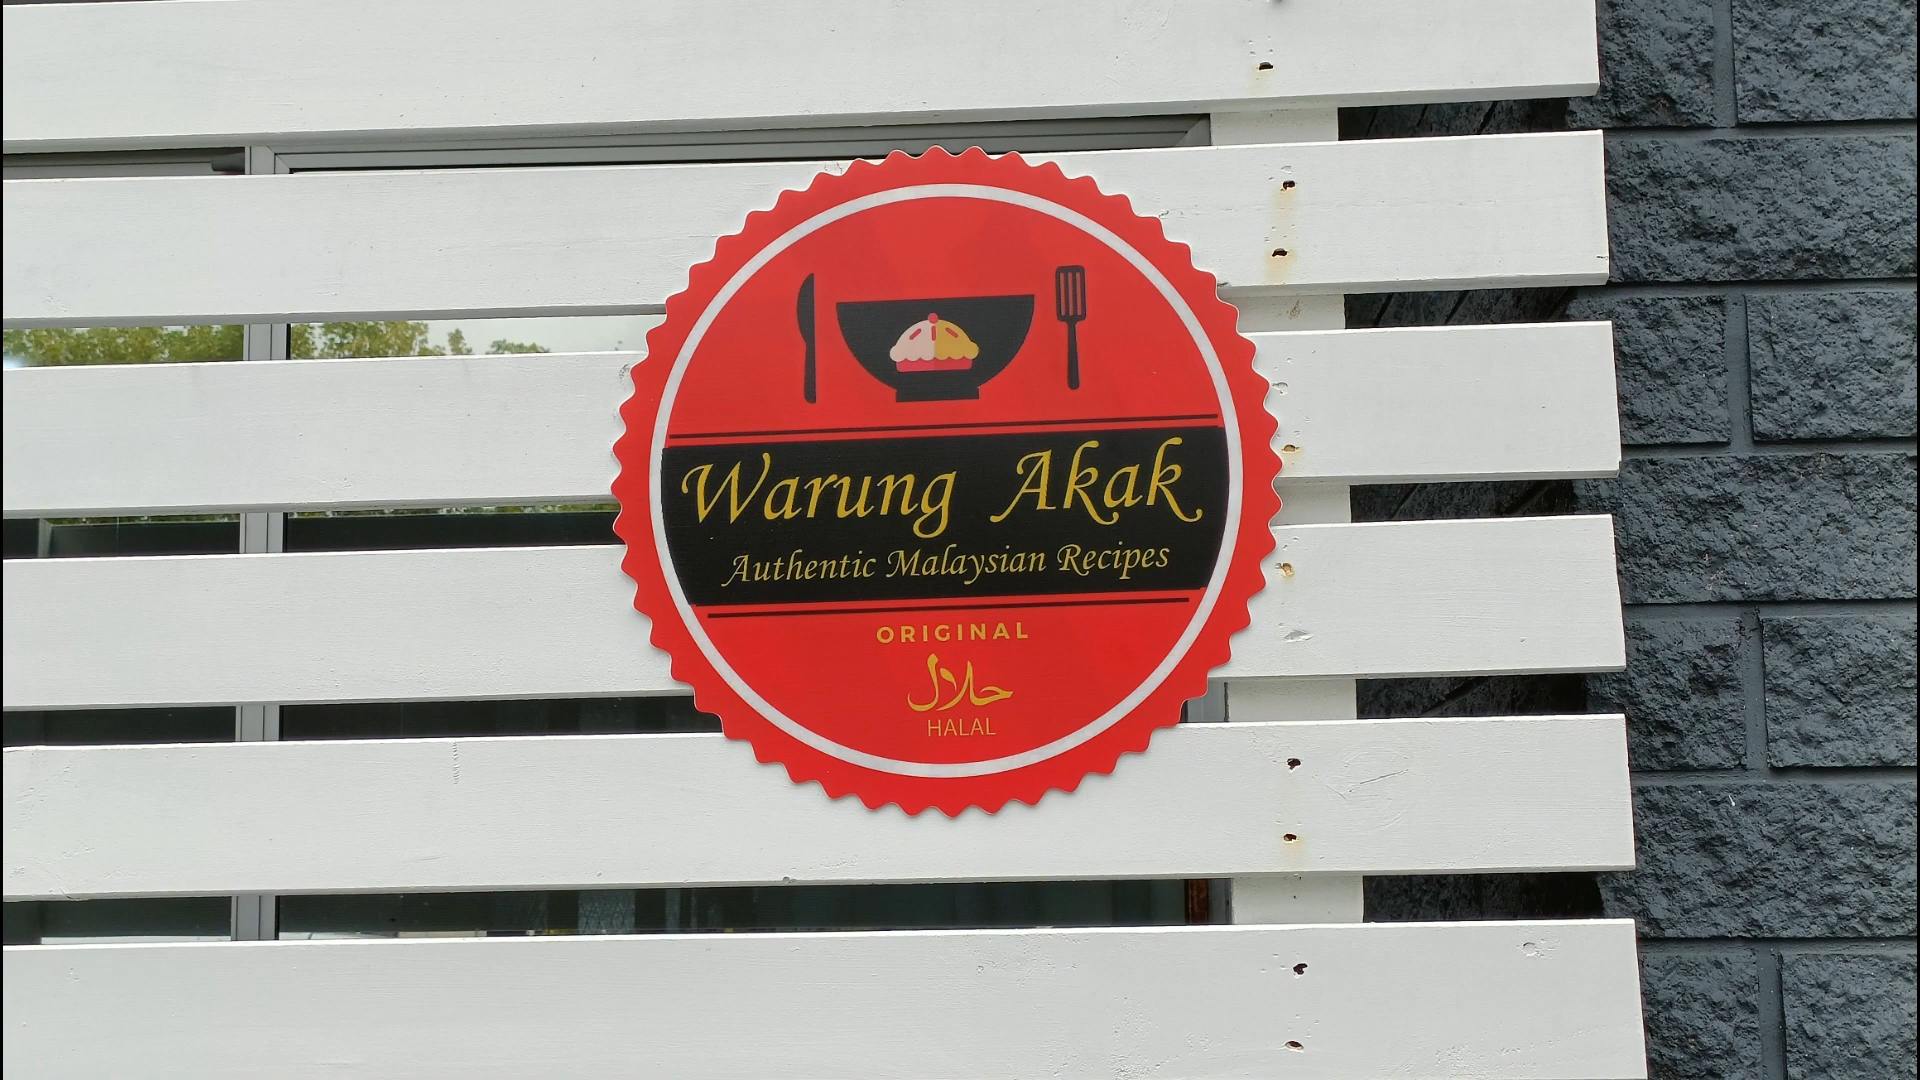 Warung Akak
Authentic Malaysian Recipes
ORIGINAL
حلال
HALAL